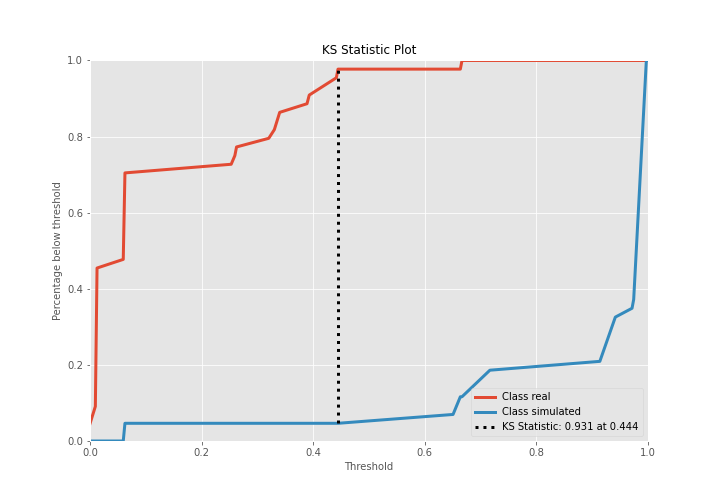 KS Statistic Plot
1.0
0.8
0.6
0.4
0.2
0.0
Percentage below threshold
0.0 0.2 0.4 0.6 0.8 1.0
Threshold
Class real
Class simulated
KS Statistic: 0.931 at 0.444